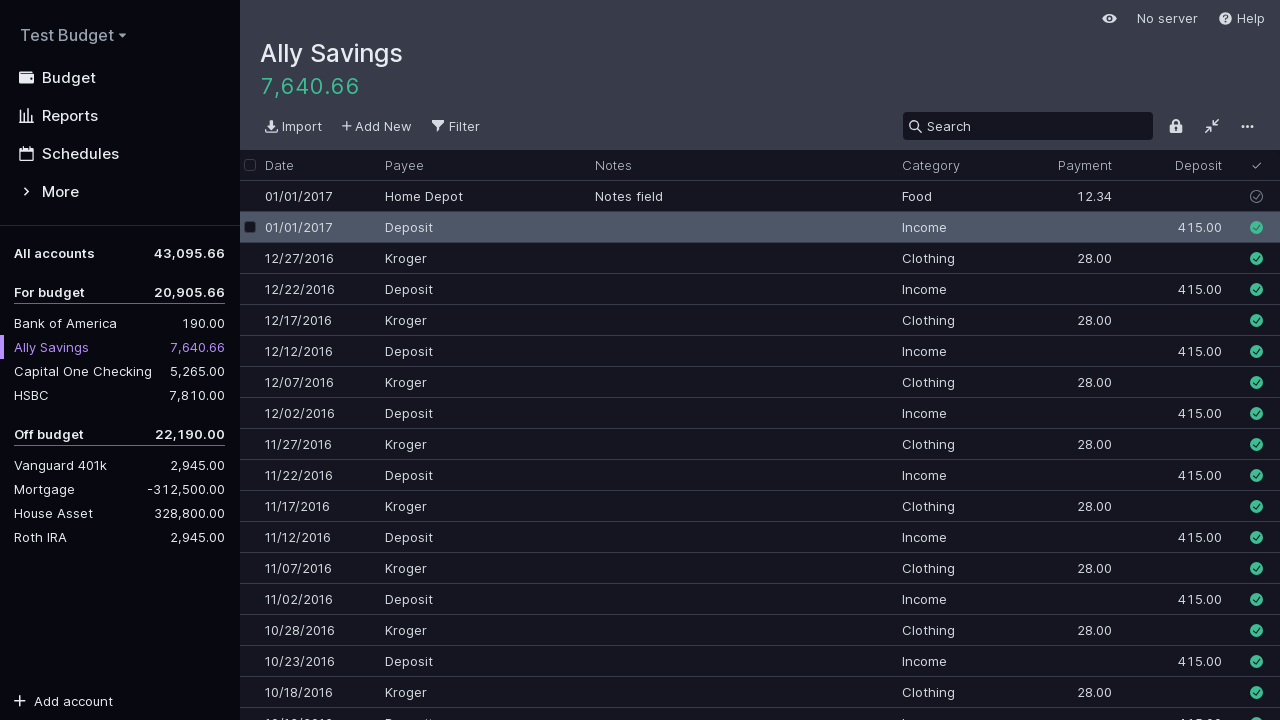 Test Budget
Budget
Reports
Schedules
More
All accounts 43,095.66
For budget 20,905.66
Bank of America 190.00
Ally Savings 7,640.66
Capital One Checking 5,265.00
HSBC 7,810.00
Off budget 22,190.00
Vanguard 401k 2,945.00
Mortgage -312,500.00
House Asset 328,800.00
Roth IRA 2,945.00
Add account
No server Help
Ally Savings
7,640.66
Import Add New Filter Search
Date Payee Notes Category Payment Deposit
01/01/2017 Home Depot Notes field Food 12.34
01/01/2017 Deposit Income 415.00
12/27/2016 Kroger Clothing 28.00
12/22/2016 Deposit Income 415.00
12/17/2016 Kroger Clothing 28.00
12/12/2016 Deposit Income 415.00
12/07/2016 Kroger Clothing 28.00
12/02/2016 Deposit Income 415.00
11/27/2016 Kroger Clothing 28.00
11/22/2016 Deposit Income 415.00
11/17/2016 Kroger Clothing 28.00
11/12/2016 Deposit Income 415.00
11/07/2016 Kroger Clothing 28.00
11/02/2016 Deposit Income 415.00
10/28/2016 Kroger Clothing 28.00
10/23/2016 Deposit Income 415.00
10/18/2016 Kroger Clothing 28.00